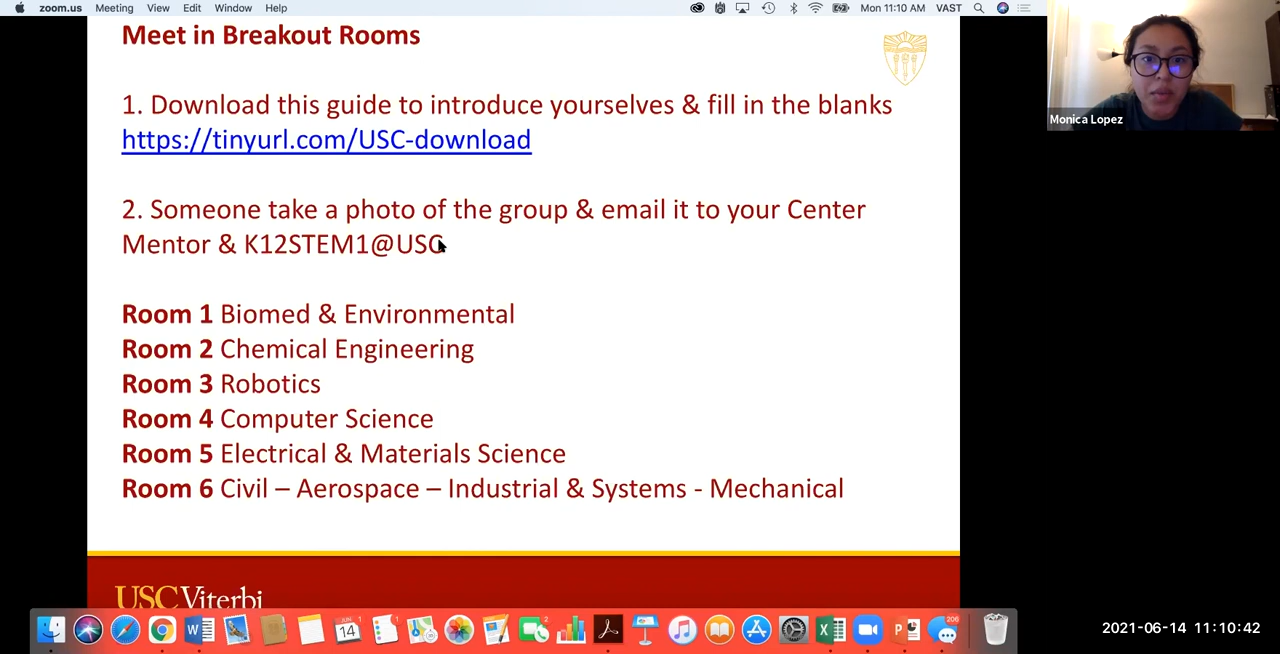 zoom.us Meeting View Edit Window Help Mon 11:10 AM VAST
Meet in Breakout Rooms
1. Download this guide to introduce yourselves & fill in the blanks
https://tinyurl.com/USC-download
2. Someone take a photo of the group & email it to your Center
Mentor & K12STEM1@USC
Room 1 Biomed & Environmental
Room 2 Chemical Engineering
Room 3 Robotics
Room 4 Computer Science
Room 5 Electrical & Materials Science
Room 6 Civil – Aerospace – Industrial & Systems - Mechanical
USC Viterbi
Monica Lopez
JUN
14
206
2021-06-14 11:10:42